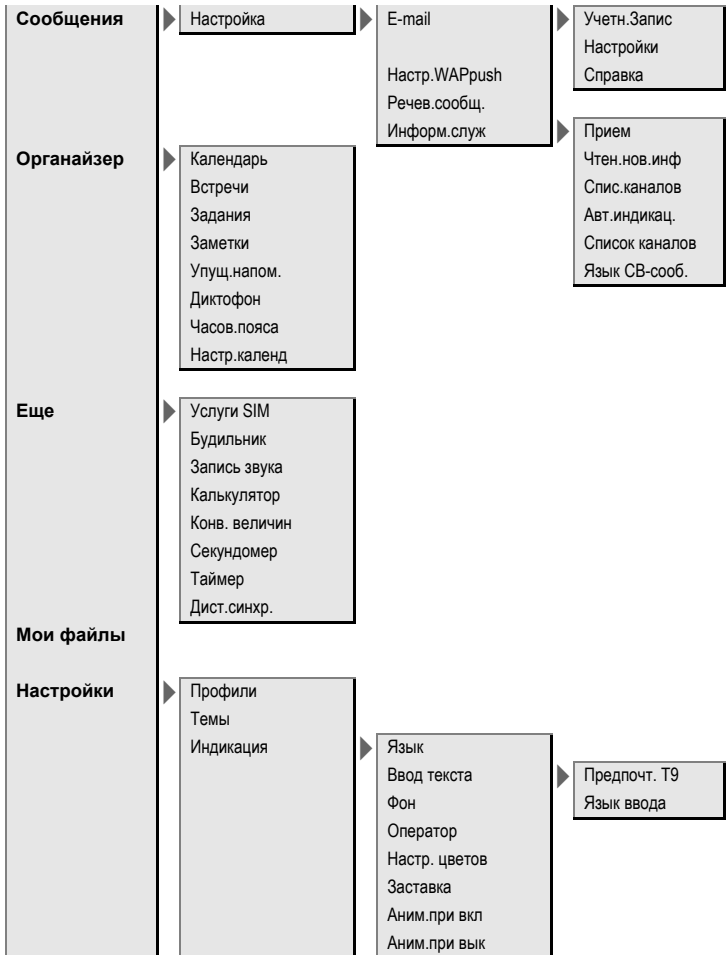 Сообщения
Настройка
E-mail
Учетн.Запис
Настройки
Справка
Настр.WAPpush
Речев.сообщ.
Информ.служ
Прием
Чтен.нов.инф
Спис.каналов
Авт.индикац.
Список каналов
Язык СВ-сооб.
Органайзер
Календарь
Встречи
Задания
Заметки
Упущ.напом.
Диктофон
Часов.пояса
Настр.календ
Еще
Услуги SIM
Будильник
Запись звука
Калькулятор
Конв. величин
Секундомер
Таймер
Дист.синхр.
Мои файлы
Настройки
Профили
Темы
Индикация
Язык
Ввод текста
Предпочт. T9
Язык ввода
Фон
Оператор
Настр. цветов
Заставка
Аним.при вкл
Аним.при вык